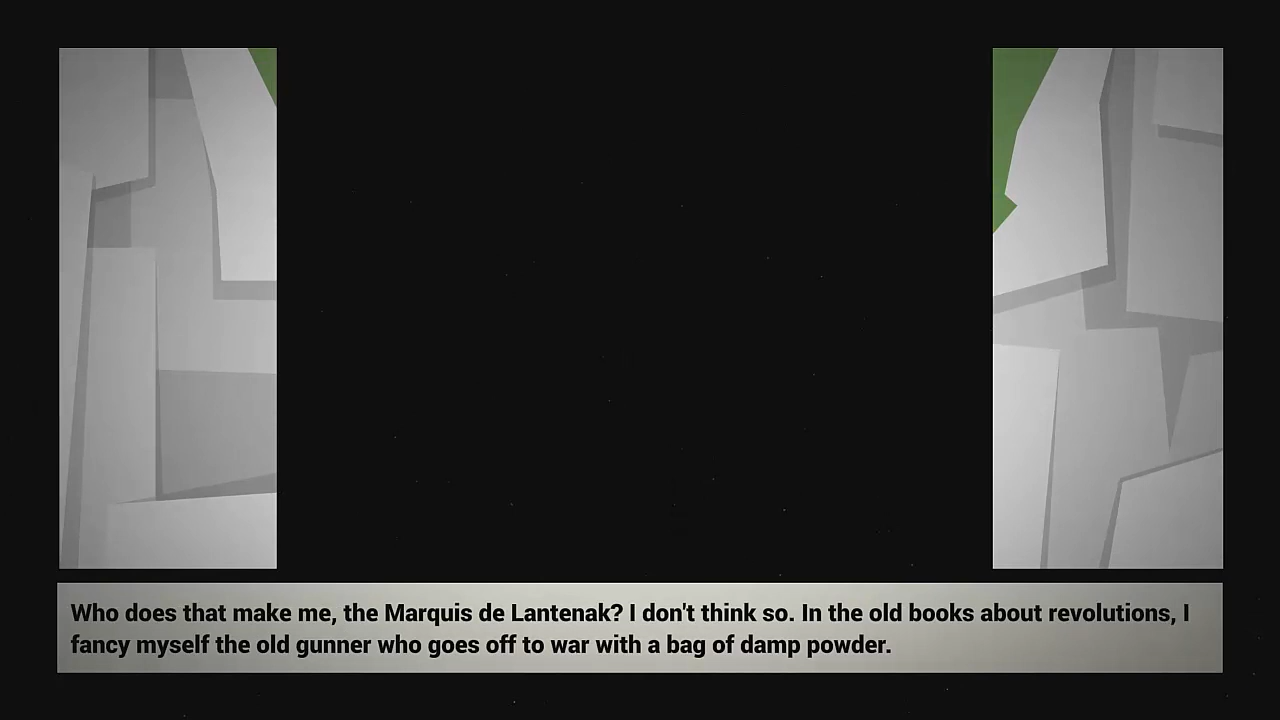 Who does that make me, the Marquis de Lantenak? I don't think so. In the old books about revolutions, I
fancy myself the old gunner who goes off to war with a bag of damp powder.